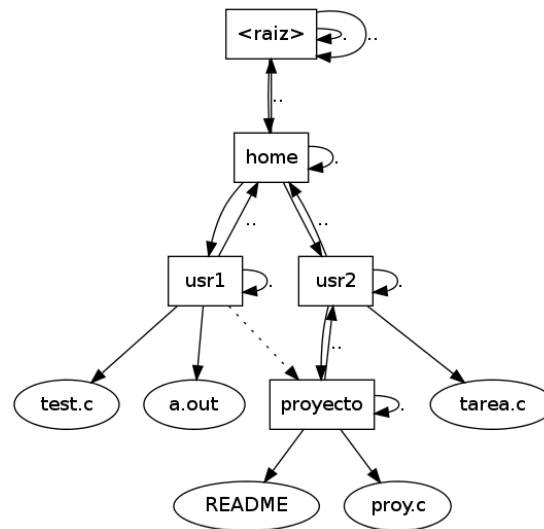 <raiz> . ..
..
home .
.. ..
usr1 . usr2 .
..
test.c a.out proyecto . tarea.c
README proy.c